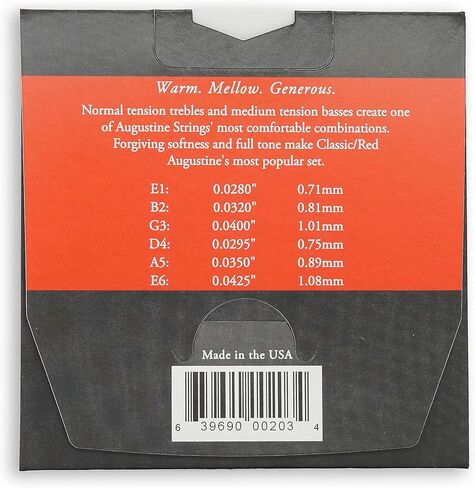 Warm. Mellow. Generous.
Normal tension trebles and medium tension basses create one
of Augustine Strings' most comfortable combinations.
Forgiving softness and full tone make Classic/Red
Augustine's most popular set.
E1: 0.0280" 0.71mm
B2: 0.0320" 0.81mm
G3: 0.0400" 1.01mm
D4: 0.0295" 0.75mm
A5: 0.0350" 0.89mm
E6: 0.0425" 1.08mm
Made in the USA
6 39690 00203 4